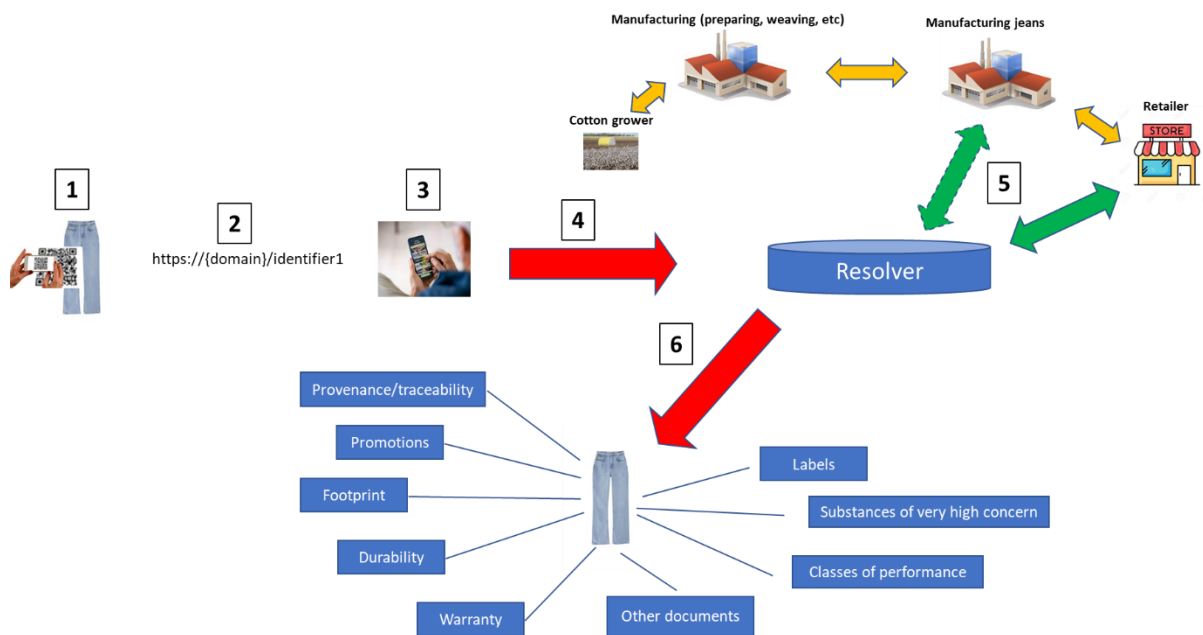 Manufacturing (preparing, weaving, etc)
Manufacturing jeans
Cotton grower
Retailer
STORE
1
2
3
4
5
https://{domain}/identifier1
Resolver
6
Provenance/traceability
Promotions
Footprint
Durability
Warranty
Labels
Substances of very high concern
Classes of performance
Other documents